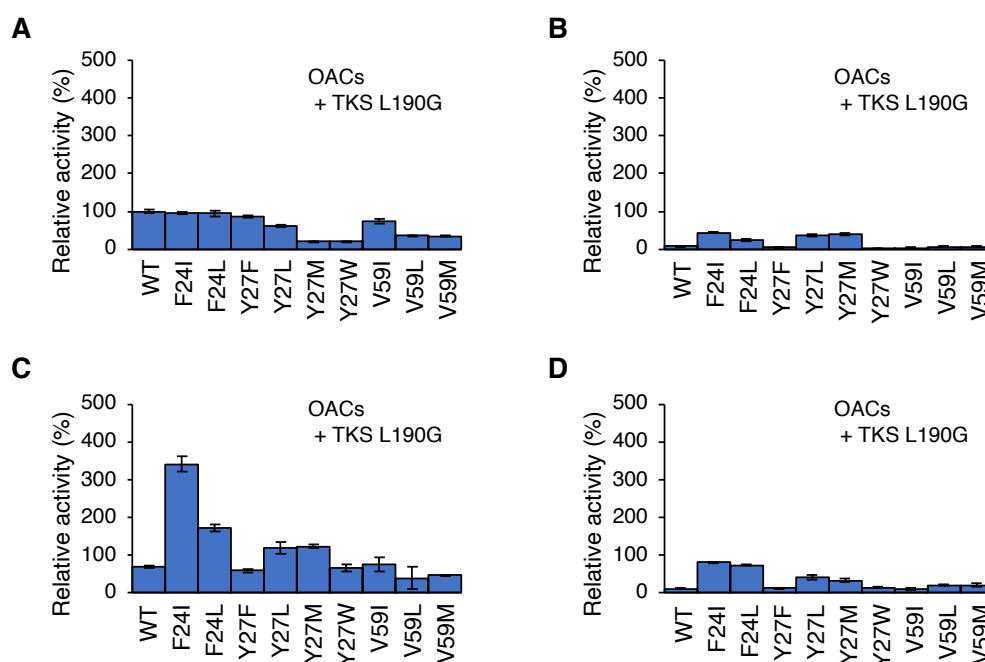 A
Relative activity (%)
500
400
300
200
100
0
OACs
+ TKS L190G
WT
F24I
F24L
Y27F
Y27L
Y27M
Y27W
V59I
V59L
V59M
B
Relative activity (%)
500
400
300
200
100
0
OACs
+ TKS L190G
WT
F24I
F24L
Y27F
Y27L
Y27M
Y27W
V59I
V59L
V59M
C
Relative activity (%)
500
400
300
200
100
0
OACs
+ TKS L190G
WT
F24I
F24L
Y27F
Y27L
Y27M
Y27W
V59I
V59L
V59M
D
Relative activity (%)
500
400
300
200
100
0
OACs
+ TKS L190G
WT
F24I
F24L
Y27F
Y27L
Y27M
Y27W
V59I
V59L
V59M